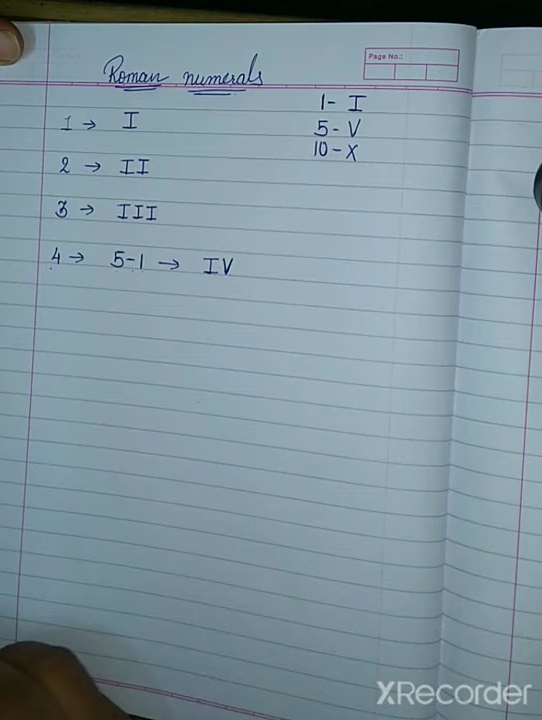 Page No.:
Roman numerals
1 - I
5 - V
10 - X
1 → I
2 → II
3 → III
4 → 5-1 → IV
XRecorder